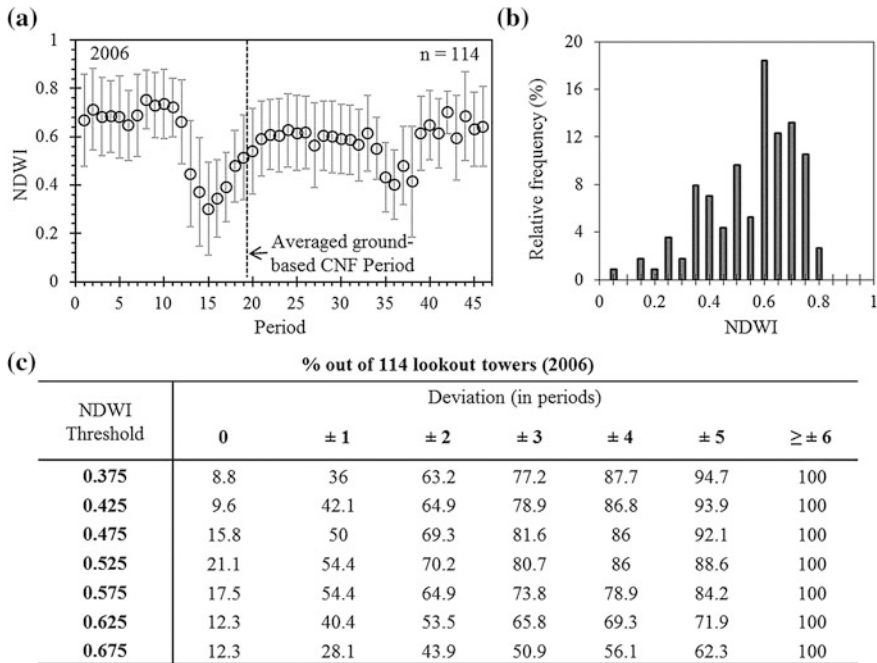 (a)
2006
n = 114
1
0.8
0.6
0.4
0.2
0
NDWI
Averaged ground-
based CNF Period
0 5 10 15 20 25 30 35 40 45
Period
(b)
20
16
12
8
4
0
Relative frequency (%)
0 0.2 0.4 0.6 0.8 1
NDWI
(c)
% out of 114 lookout towers (2006)
NDWI
Threshold
Deviation (in periods)
0 ± 1 ± 2 ± 3 ± 4 ± 5 ≥ ± 6
0.375 8.8 36 63.2 77.2 87.7 94.7 100
0.425 9.6 42.1 64.9 78.9 86.8 93.9 100
0.475 15.8 50 69.3 81.6 86 92.1 100
0.525 21.1 54.4 70.2 80.7 86 88.6 100
0.575 17.5 54.4 64.9 73.8 78.9 84.2 100
0.625 12.3 40.4 53.5 65.8 69.3 71.9 100
0.675 12.3 28.1 43.9 50.9 56.1 62.3 100